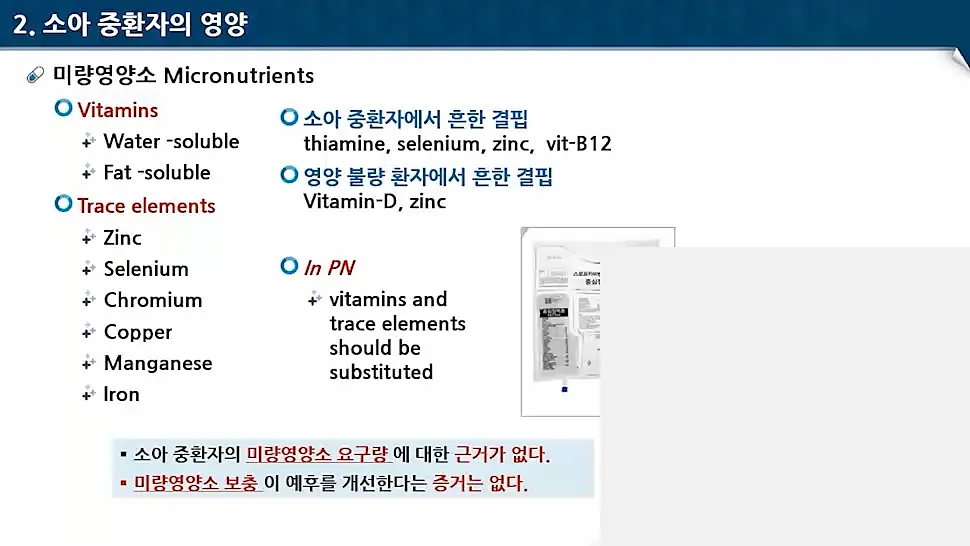 2. 소아 중환자의 영양
미량영양소 Micronutrients
Vitamins
Water -soluble
Fat -soluble
Trace elements
Zinc
Selenium
Chromium
Copper
Manganese
Iron
소아 중환자에서 흔한 결핍
thiamine, selenium, zinc, vit-B12
영양 불량 환자에서 흔한 결핍
Vitamin-D, zinc
In PN
vitamins and
trace elements
should be
substituted
▪ 소아 중환자의 미량영양소 요구량 에 대한 근거가 없다.
▪ 미량영양소 보충 이 예후를 개선한다는 증거는 없다.